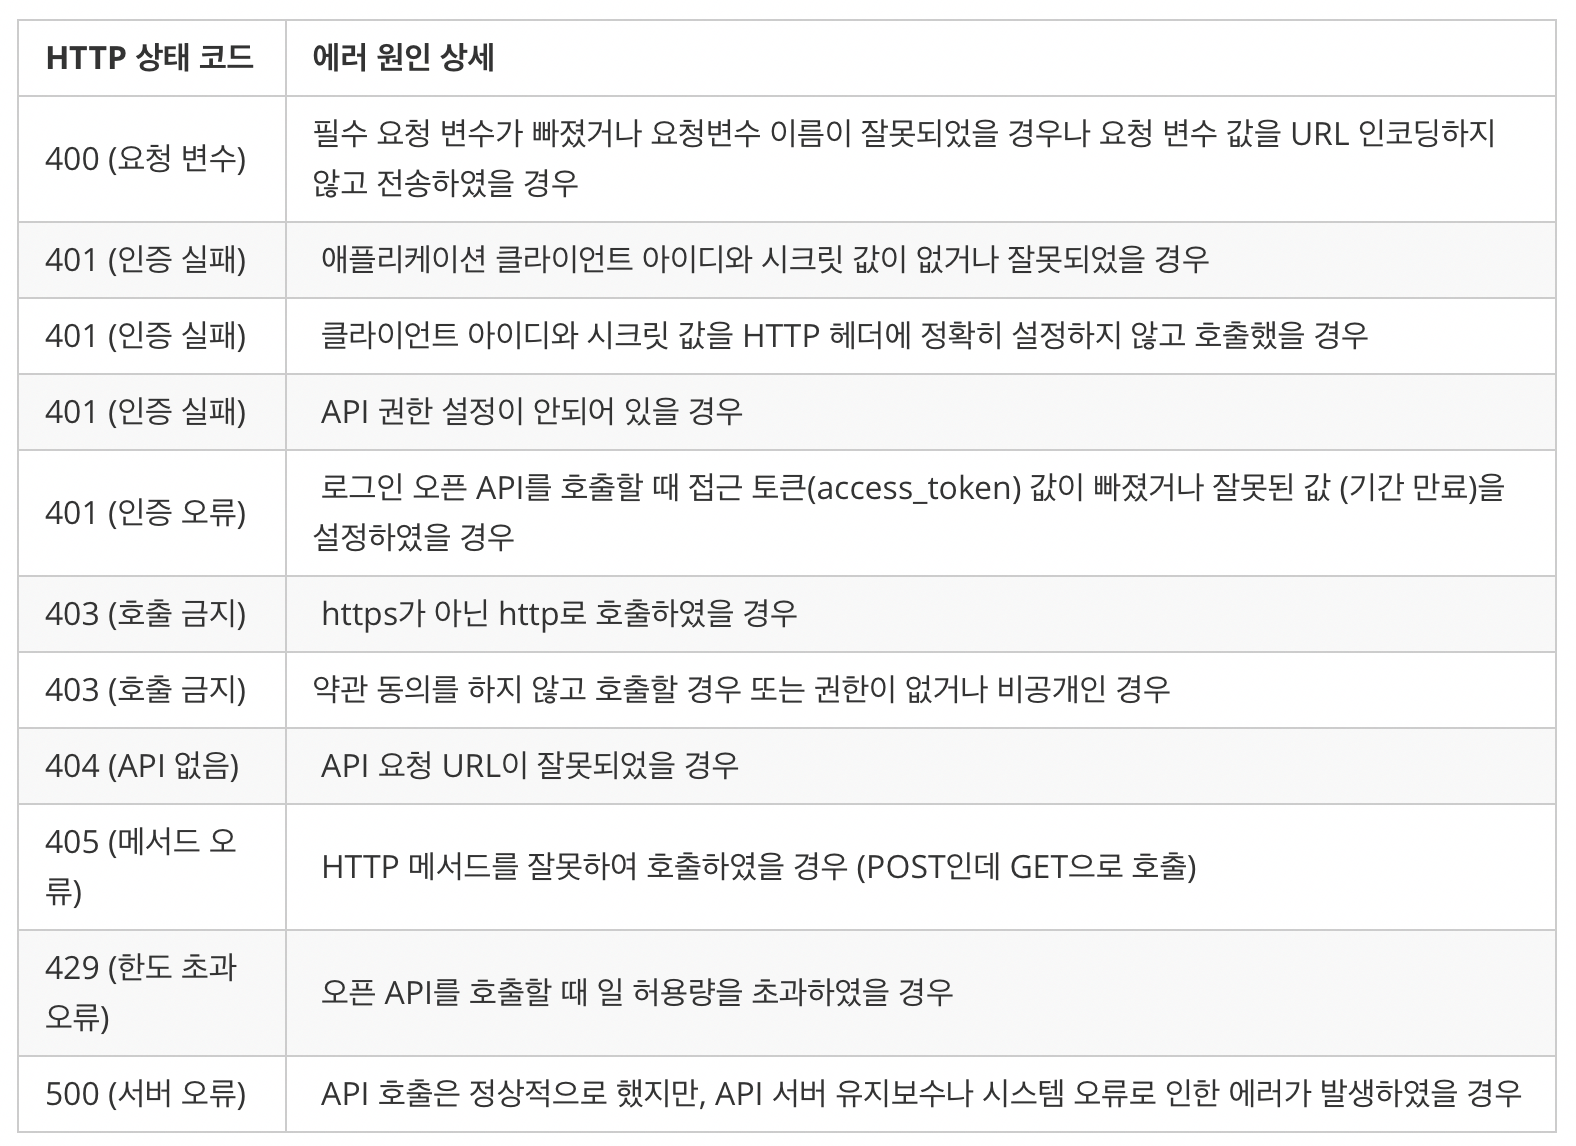 HTTP 상태 코드
에러 원인 상세
400 (요청 변수)
필수 요청 변수가 빠졌거나 요청변수 이름이 잘못되었을 경우나 요청 변수 값을 URL 인코딩하지
않고 전송하였을 경우
401 (인증 실패)
애플리케이션 클라이언트 아이디와 시크릿 값이 없거나 잘못되었을 경우
401 (인증 실패)
클라이언트 아이디와 시크릿 값을 HTTP 헤더에 정확히 설정하지 않고 호출했을 경우
401 (인증 실패)
API 권한 설정이 안되어 있을 경우
401 (인증 오류)
로그인 오픈 API를 호출할 때 접근 토큰(access_token) 값이 빠졌거나 잘못된 값 (기간 만료)을
설정하였을 경우
403 (호출 금지)
https가 아닌 http로 호출하였을 경우
403 (호출 금지)
약관 동의를 하지 않고 호출할 경우 또는 권한이 없거나 비공개인 경우
404 (API 없음)
API 요청 URL이 잘못되었을 경우
405 (메서드 오
류)
HTTP 메서드를 잘못하여 호출하였을 경우 (POST인데 GET으로 호출)
429 (한도 초과
오류)
오픈 API를 호출할 때 일 허용량을 초과하였을 경우
500 (서버 오류)
API 호출은 정상적으로 했지만, API 서버 유지보수나 시스템 오류로 인한 에러가 발생하였을 경우